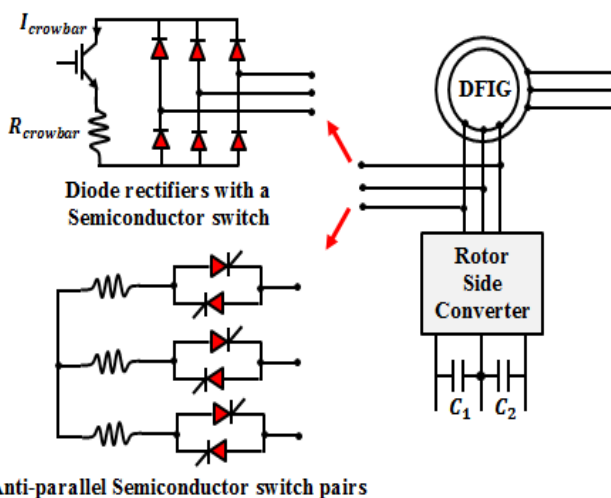 I_crowbar
R_crowbar
Diode rectifiers with a
Semiconductor switch
DFIG
Rotor
Side
Converter
C_1 C_2
Anti-parallel Semiconductor switch pairs